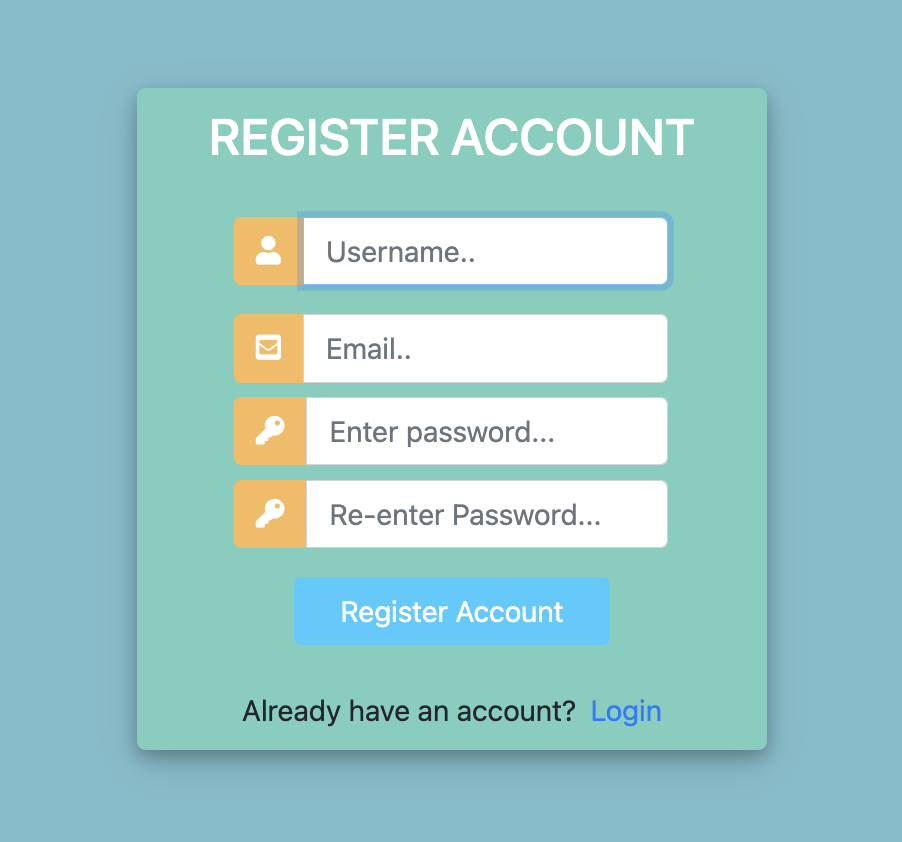 REGISTER ACCOUNT
Username..
Email..
Enter password...
Re-enter Password...
Register Account
Already have an account? Login